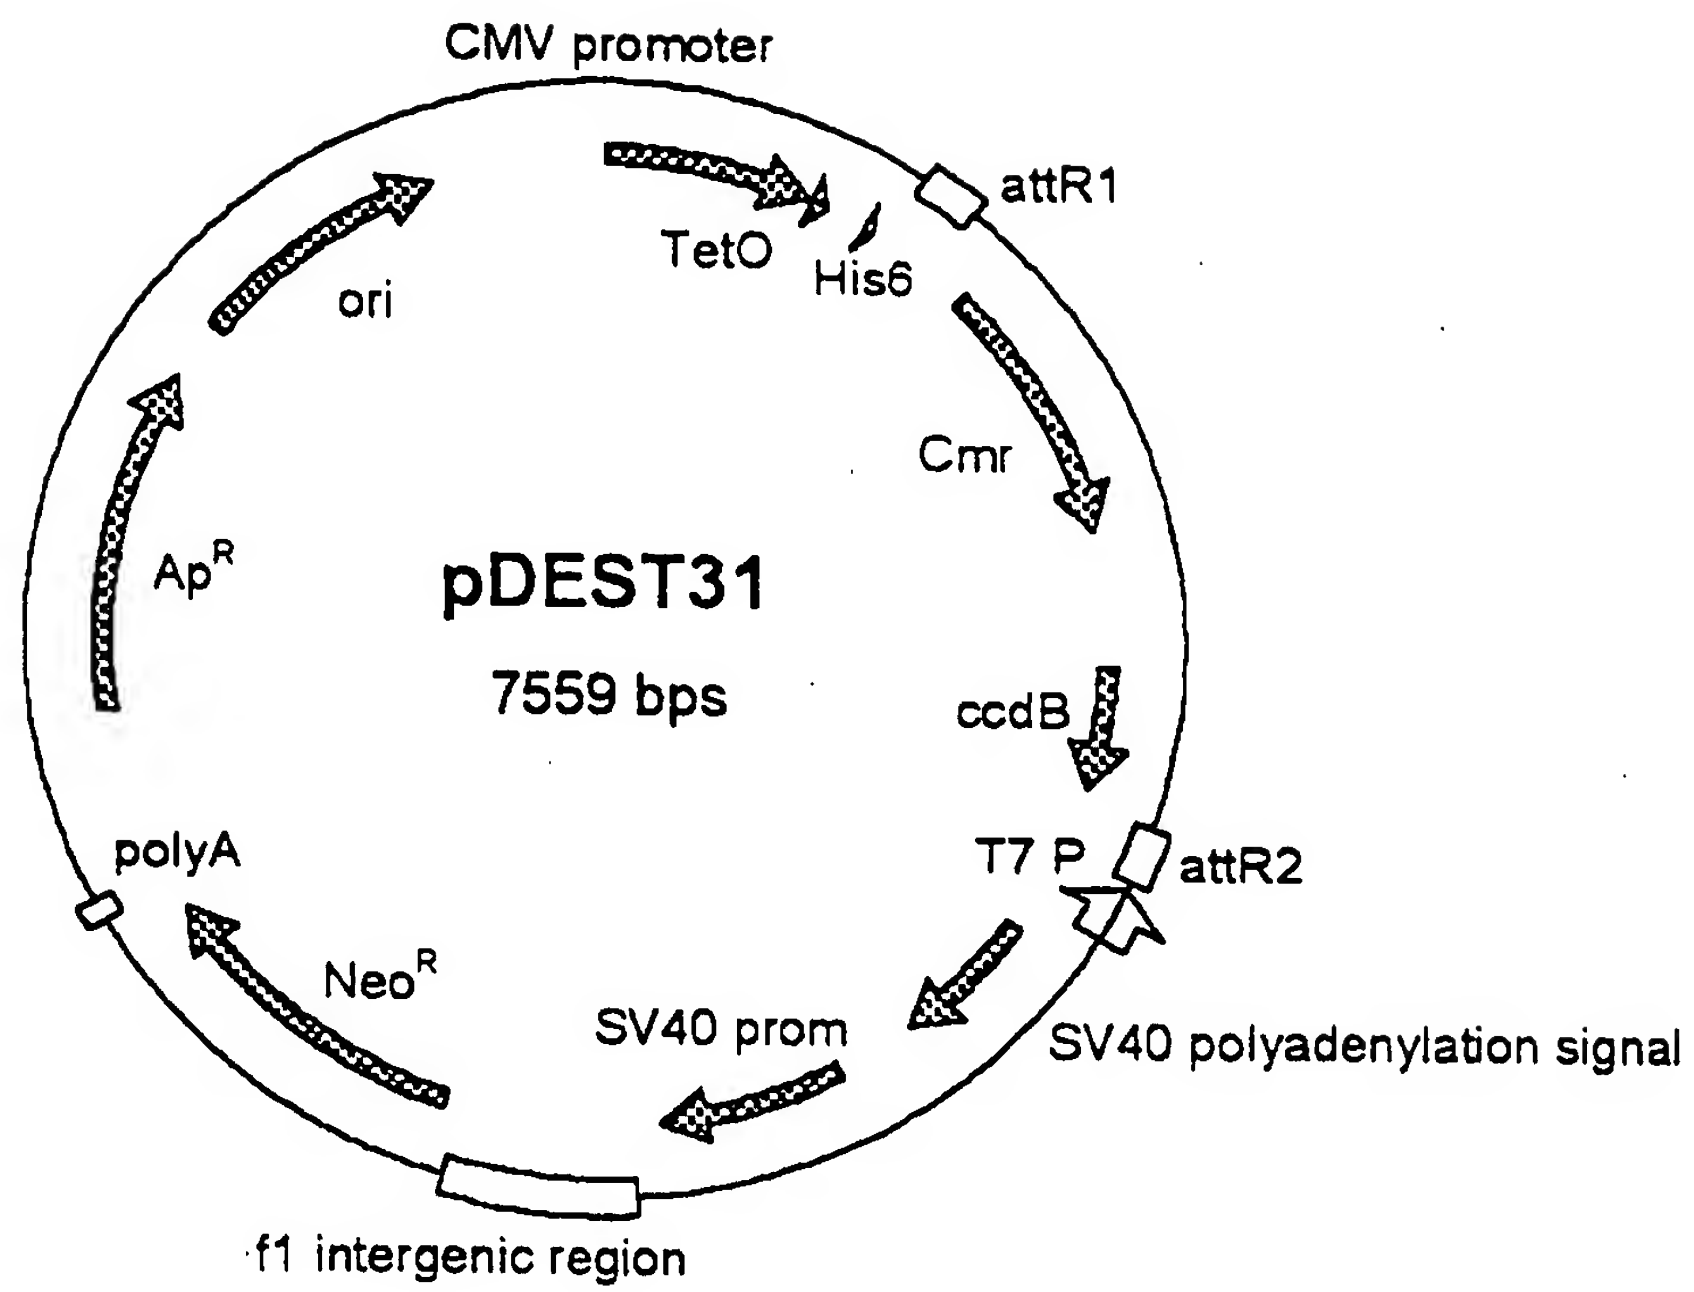 CMV promoter
attR1
TetO
His6
ori
Cmr
Ap^R
pDEST31
7559 bps
ccdB
polyA
T7 P
attR2
Neo^R
SV40 prom
SV40 polyadenylation signal
f1 intergenic region